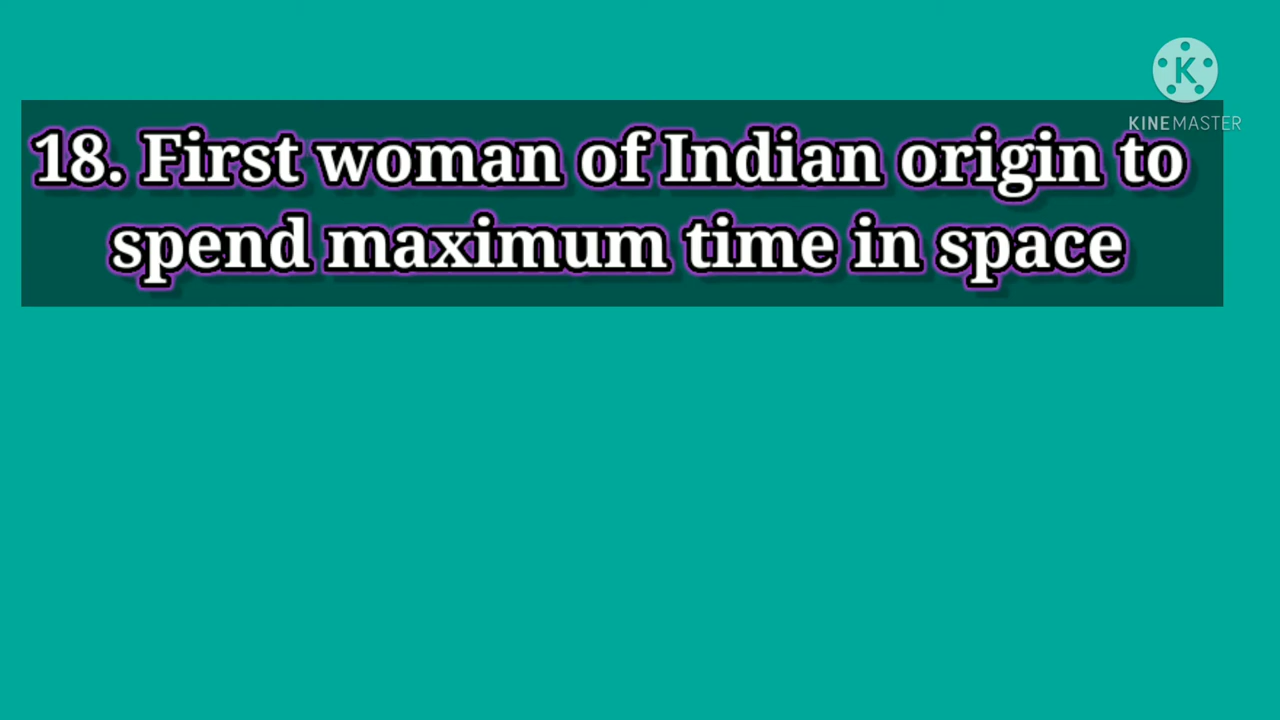 K
KINEMASTER
18. First woman of Indian origin to
spend maximum time in space